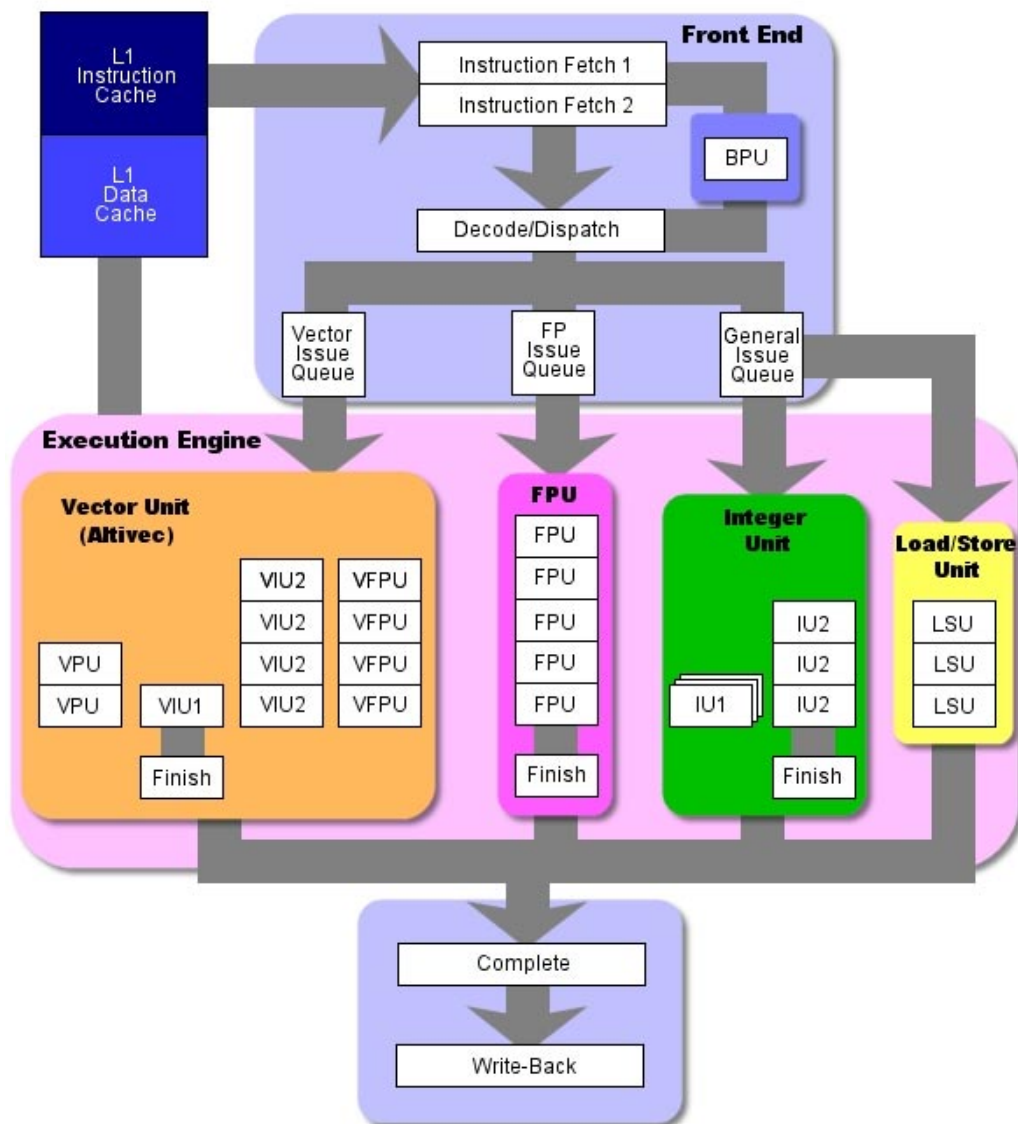 L1
Instruction
Cache
L1
Data
Cache
Front End
Instruction Fetch 1
Instruction Fetch 2
BPU
Decode/Dispatch
Vector
Issue
Queue
FP
Issue
Queue
General
Issue
Queue
Execution Engine
Vector Unit
(Altivec)
VPU
VPU
VIU1
Finish
VIU2
VIU2
VIU2
VIU2
VFPU
VFPU
VFPU
VFPU
FPU
FPU
FPU
FPU
FPU
FPU
Finish
Integer
Unit
IU1
IU2
IU2
IU2
Finish
Load/Store
Unit
LSU
LSU
LSU
Complete
Write-Back